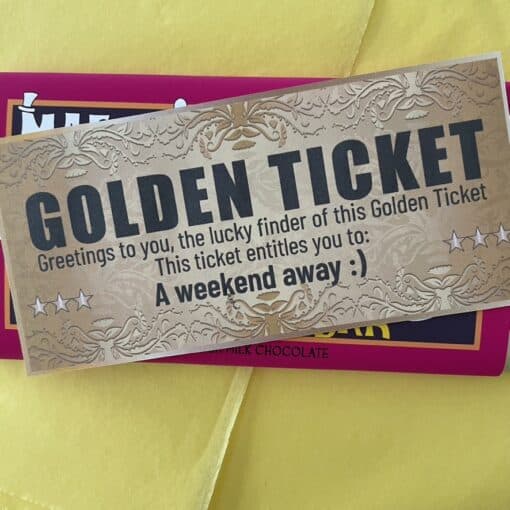 GOLDEN TICKET
Greetings to you, the lucky finder of this Golden Ticket
This ticket entitles you to:
A weekend away :)
MILK CHOCOLATE